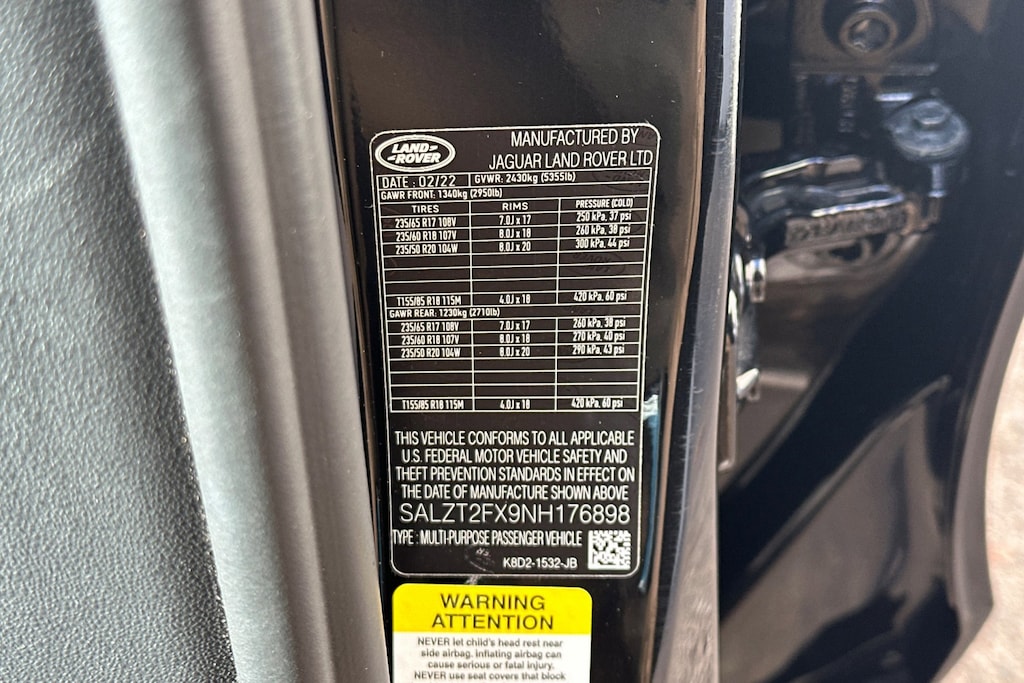 LAND-
-ROVER
MANUFACTURED BY
JAGUAR LAND ROVER LTD
DATE : 02/22 GVWR: 2430kg (5355lb)
GAWR FRONT: 1340kg (2950lb)
TIRES RIMS PRESSURE (COLD)
235/65 R17 108V 7.0J x 17 250 kPa, 37 psi
235/60 R18 107V 8.0J x 18 260 kPa, 38 psi
235/50 R20 104W 8.0J x 20 300 kPa, 44 psi
T155/85 R18 115M 4.0J x 18 420 kPa, 60 psi
GAWR REAR: 1230kg (2710lb)
235/65 R17 108V 7.0J x 17 260 kPa, 38 psi
235/60 R18 107V 8.0J x 18 270 kPa, 40 psi
235/50 R20 104W 8.0J x 20 290 kPa, 43 psi
T155/85 R18 115M 4.0J x 18 420 kPa, 60 psi
THIS VEHICLE CONFORMS TO ALL APPLICABLE
U.S. FEDERAL MOTOR VEHICLE SAFETY AND
THEFT PREVENTION STANDARDS IN EFFECT ON
THE DATE OF MANUFACTURE SHOWN ABOVE
SALZT2FX9NH176898
TYPE : MULTI-PURPOSE PASSENGER VEHICLE
K8D2-1532-JB
WARNING
ATTENTION
NEVER let child's head rest near
side airbag, inflating airbag can
cause serious or fatal injury.
NEVER use seat covers that block